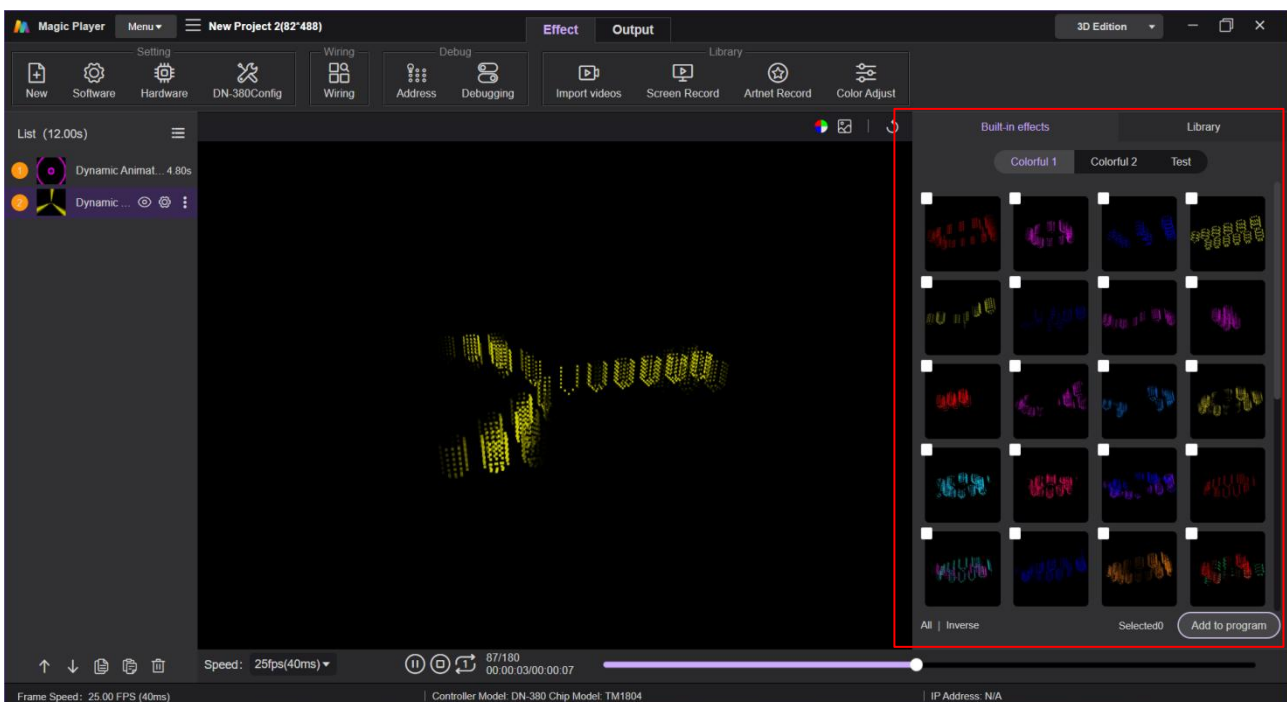 Magic Player Menu New Project 2(82*488) Effect Output 3D Edition
Setting Wiring Debug Library
New Software Hardware DN-380Config Wiring Address Debugging Import videos Screen Record Artnet Record Color Adjust
List (12.00s)
Built-in effects Library
Colorful 1 Colorful 2 Test
1 Dynamic Animat... 4.80s
2 Dynamic ...
All | Inverse Selected0 Add to program
Speed: 25fps(40ms) 1 87/180
00:00:03/00:00:07
Frame Speed: 25.00 FPS (40ms) Controller Model: DN-380 Chip Model: TM1804 IP Address: N/A